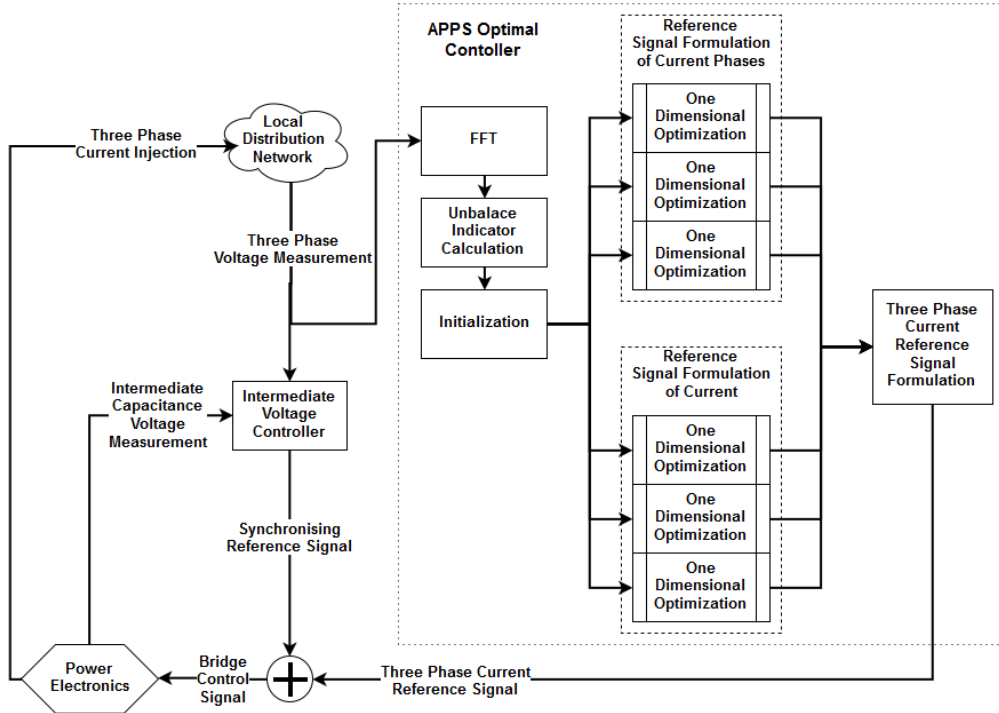 APPS Optimal
Contoller
Reference
Signal Formulation
of Current Phases
One
Dimensional
Optimization
One
Dimensional
Optimization
One
Dimensional
Optimization
FFT
Unbalace
Indicator
Calculation
Initialization
Three Phase
Current Injection
Local
Distribution
Network
Three Phase
Voltage Measurement
Three Phase
Current
Reference
Signal
Formulation
Reference
Signal Formulation
of Current
One
Dimensional
Optimization
One
Dimensional
Optimization
One
Dimensional
Optimization
Intermediate
Capacitance
Voltage
Measurement
Intermediate
Voltage
Controller
Synchronising
Reference Signal
Power
Electronics
Bridge
Control
Signal
Three Phase Current
Reference Signal